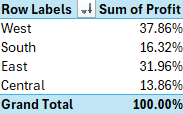 Row Labels Sum of Profit
West 37.86%
South 16.32%
East 31.96%
Central 13.86%
Grand Total 100.00%